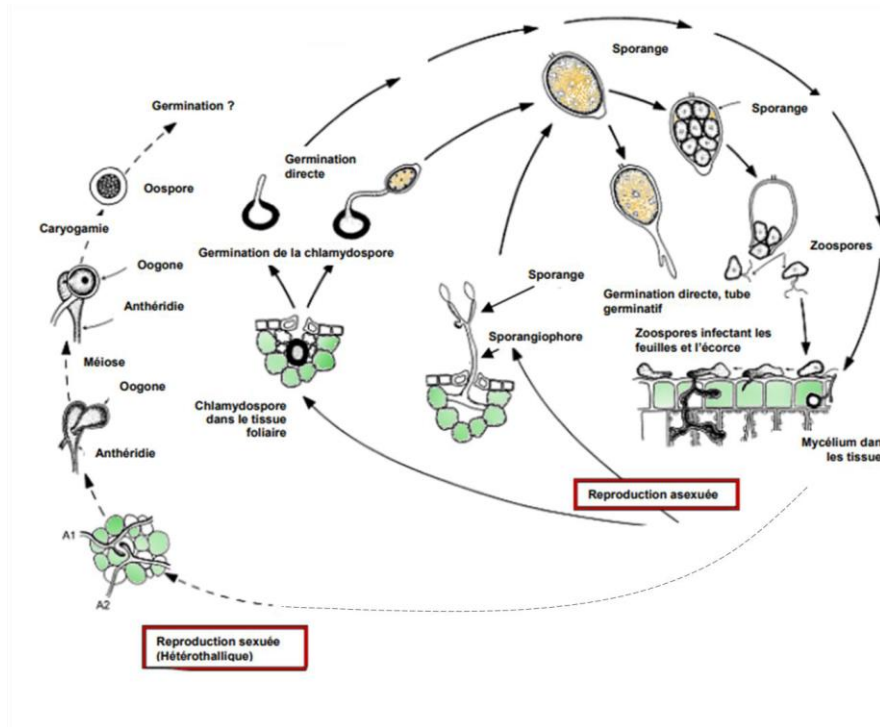 Sporange
Germination ?
Sporange
Germination
directe
Oospore
Caryogamie
Germination de la chlamydospore
Zoospores
Oogone
Sporange
Germination directe, tube
germinatif
Anthéridie
Sporangiophore
Zoospores infectant les
feuilles et l'écorce
Méiose
Oogone
Chlamydospore
dans le tissue
foliaire
Mycélium dan
les tissue
Anthéridie
Reproduction asexuée
A1
A2
Reproduction sexuée
(Hétérothallique)